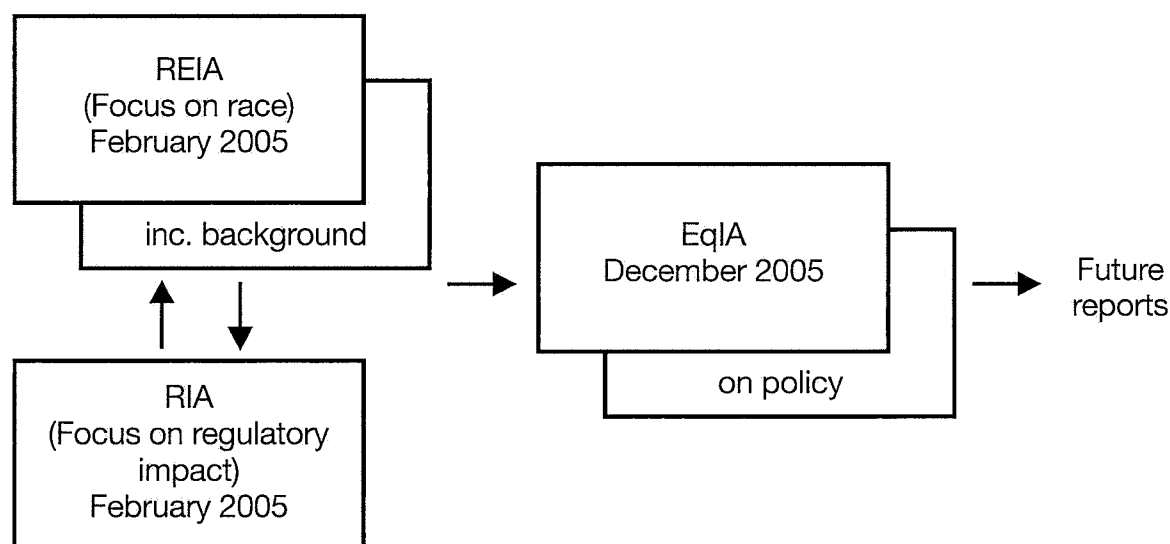 REIA
(Focus on race)
February 2005
inc. background
RIA
(Focus on regulatory
impact)
February 2005
EqIA
December 2005
on policy
Future
reports